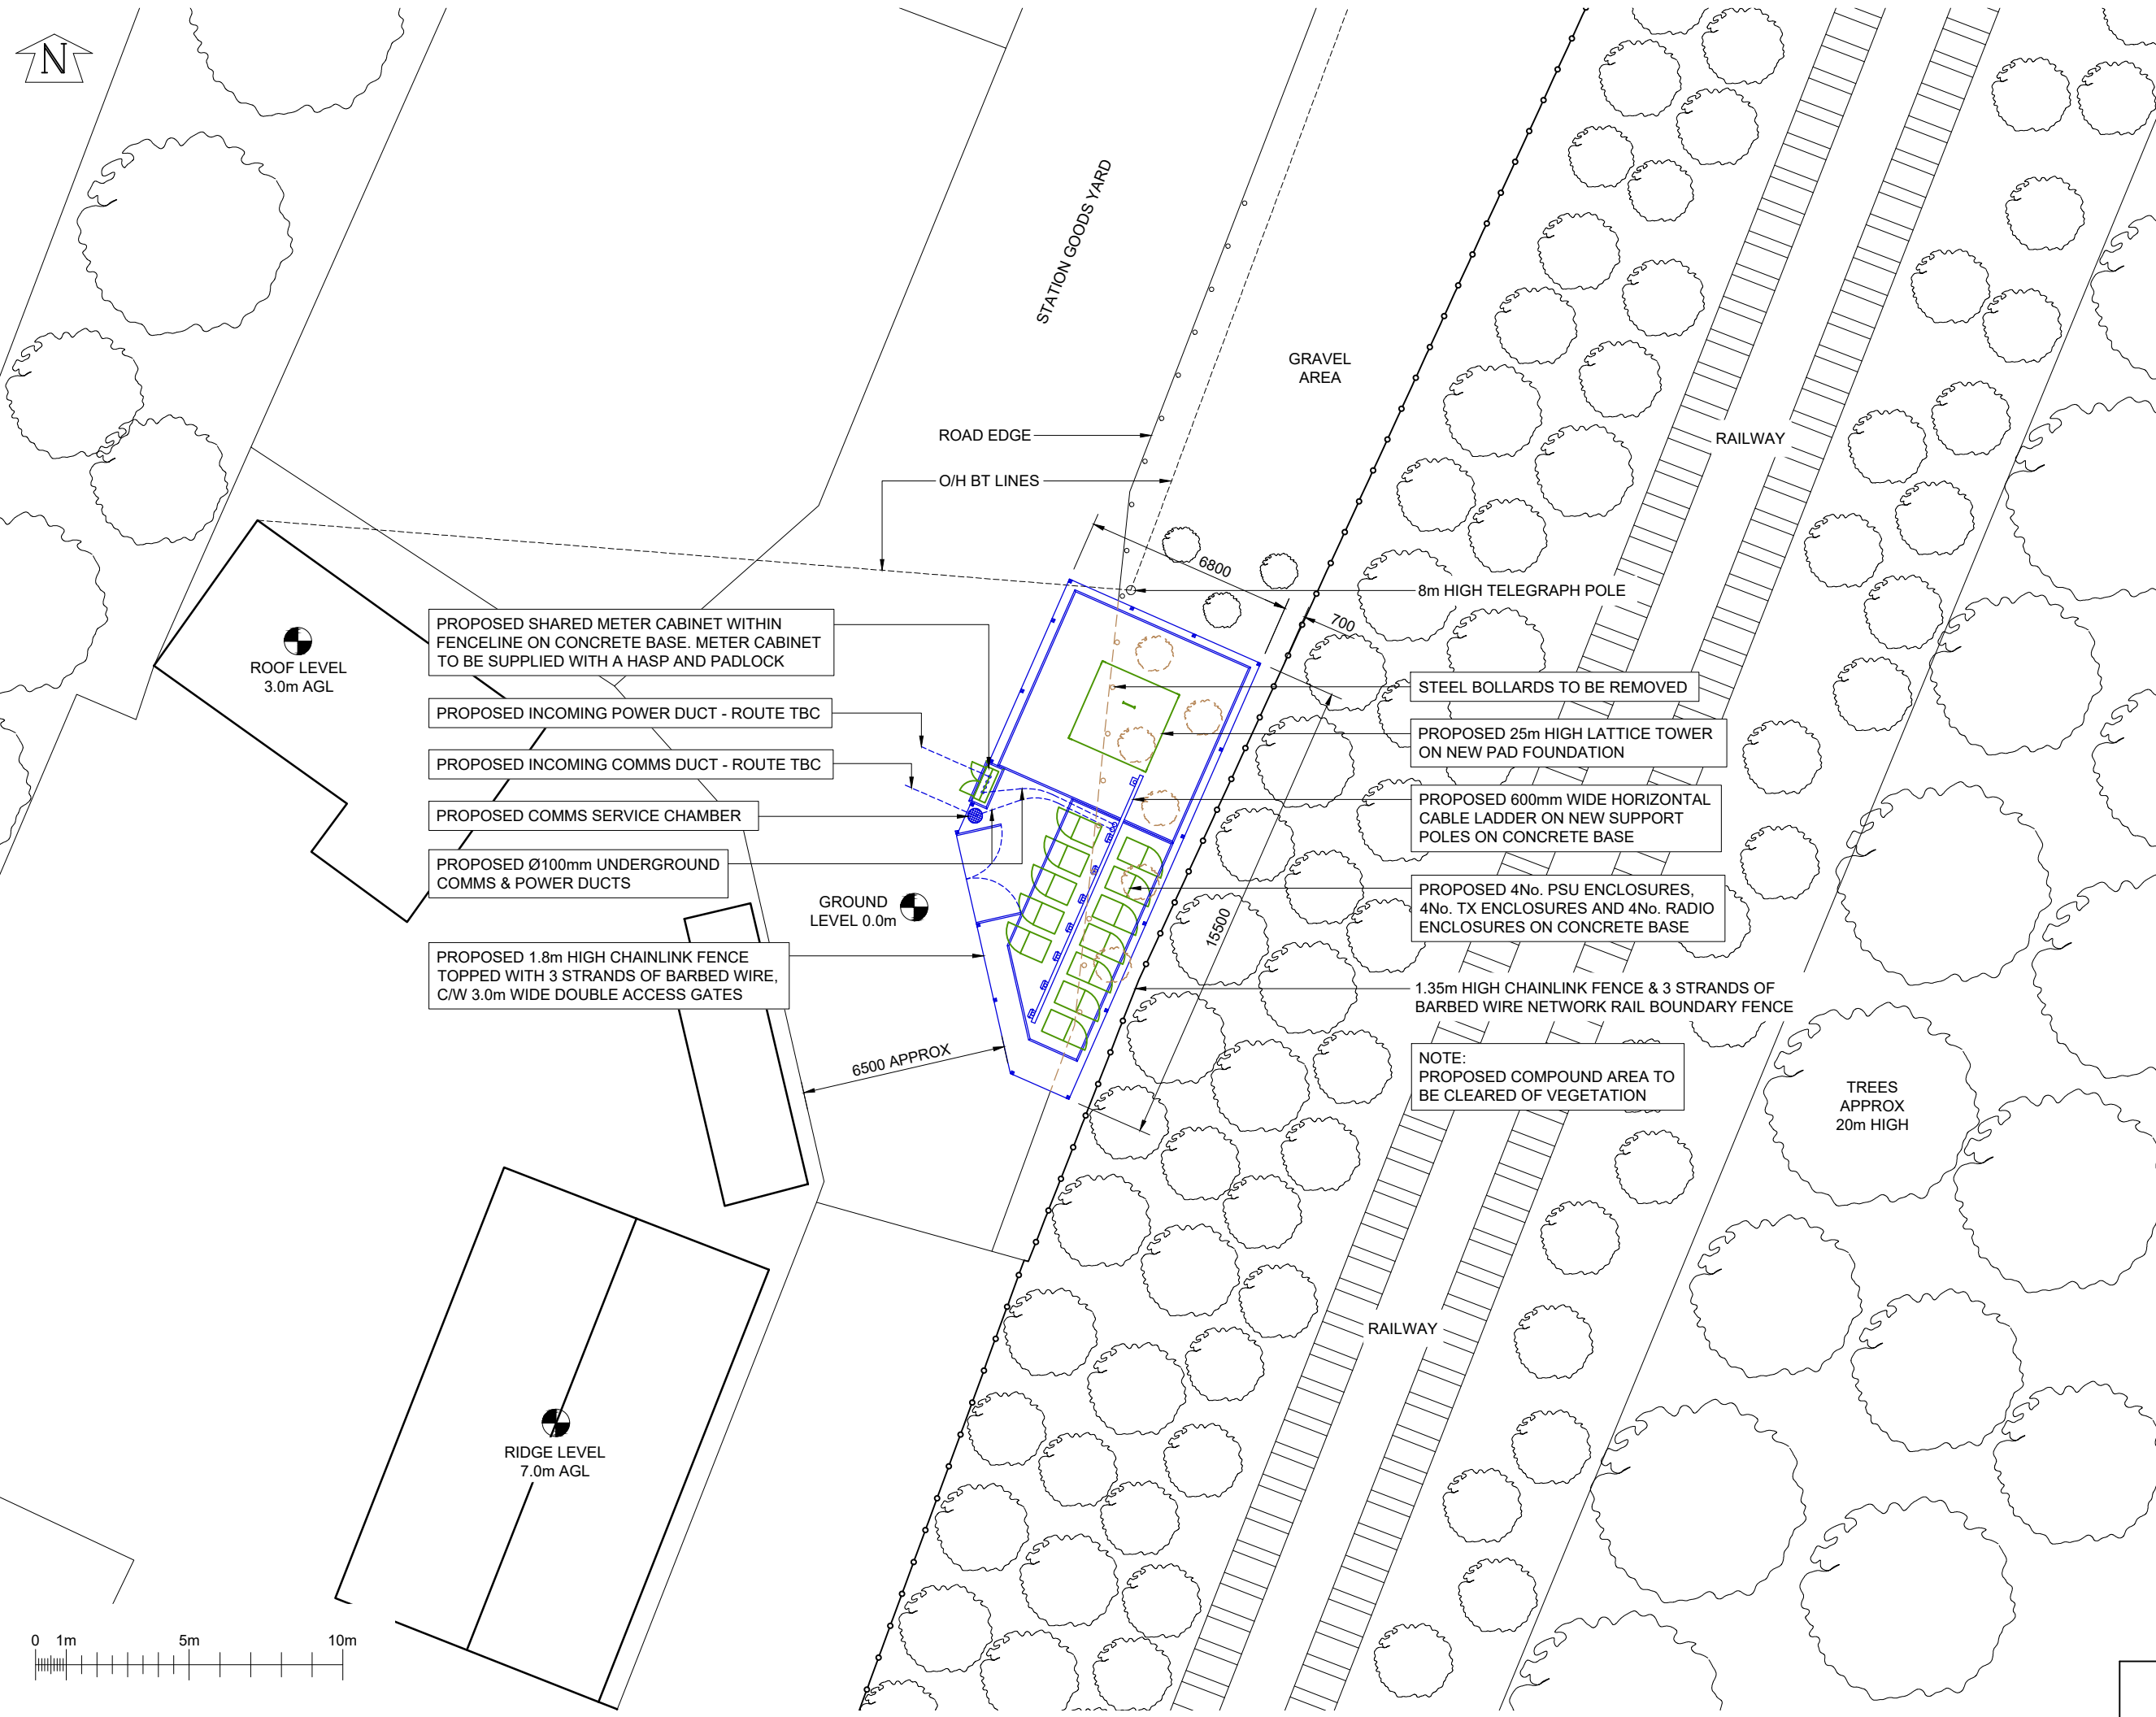 N
STATION GOODS YARD
GRAVEL
AREA
ROAD EDGE
RAILWAY
O/H BT LINES
6800
8m HIGH TELEGRAPH POLE
700
PROPOSED SHARED METER CABINET WITHIN
FENCELINE ON CONCRETE BASE. METER CABINET
TO BE SUPPLIED WITH A HASP AND PADLOCK
ROOF LEVEL
3.0m AGL
STEEL BOLLARDS TO BE REMOVED
PROPOSED INCOMING POWER DUCT - ROUTE TBC
PROPOSED 25m HIGH LATTICE TOWER
ON NEW PAD FOUNDATION
PROPOSED INCOMING COMMS DUCT - ROUTE TBC
PROPOSED 600mm WIDE HORIZONTAL
CABLE LADDER ON NEW SUPPORT
POLES ON CONCRETE BASE
PROPOSED COMMS SERVICE CHAMBER
PROPOSED Ø100mm UNDERGROUND
COMMS & POWER DUCTS
GROUND
LEVEL 0.0m
PROPOSED 4No. PSU ENCLOSURES,
4No. TX ENCLOSURES AND 4No. RADIO
ENCLOSURES ON CONCRETE BASE
15500
PROPOSED 1.8m HIGH CHAINLINK FENCE
TOPPED WITH 3 STRANDS OF BARBED WIRE,
C/W 3.0m WIDE DOUBLE ACCESS GATES
1.35m HIGH CHAINLINK FENCE & 3 STRANDS OF
BARBED WIRE NETWORK RAIL BOUNDARY FENCE
6500 APPROX
NOTE:
PROPOSED COMPOUND AREA TO
BE CLEARED OF VEGETATION
TREES
APPROX
20m HIGH
RAILWAY
RIDGE LEVEL
7.0m AGL
0 1m 5m 10m